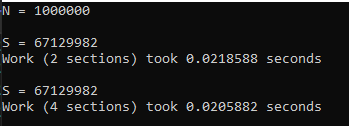 N = 1000000
S = 67129982
Work (2 sections) took 0.0218588 seconds
S = 67129982
Work (4 sections) took 0.0205882 seconds